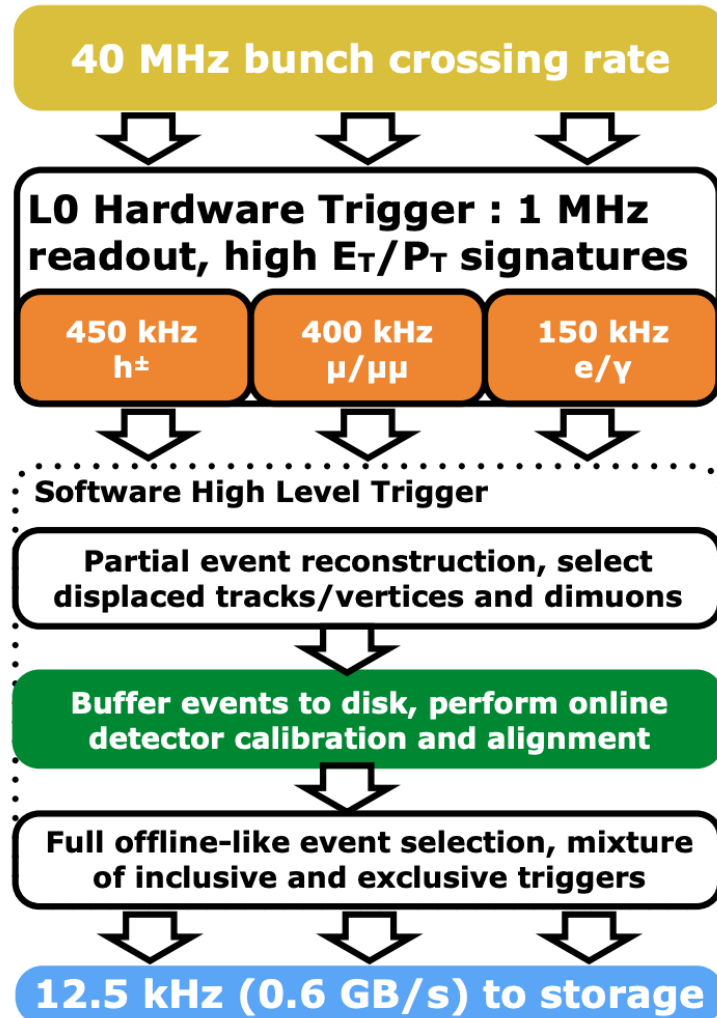 40 MHz bunch crossing rate
L0 Hardware Trigger : 1 MHz
readout, high Eᴛ/Pᴛ signatures
450 kHz
h±
400 kHz
µ/µµ
150 kHz
e/γ
Software High Level Trigger
Partial event reconstruction, select
displaced tracks/vertices and dimuons
Buffer events to disk, perform online
detector calibration and alignment
Full offline-like event selection, mixture
of inclusive and exclusive triggers
12.5 kHz (0.6 GB/s) to storage